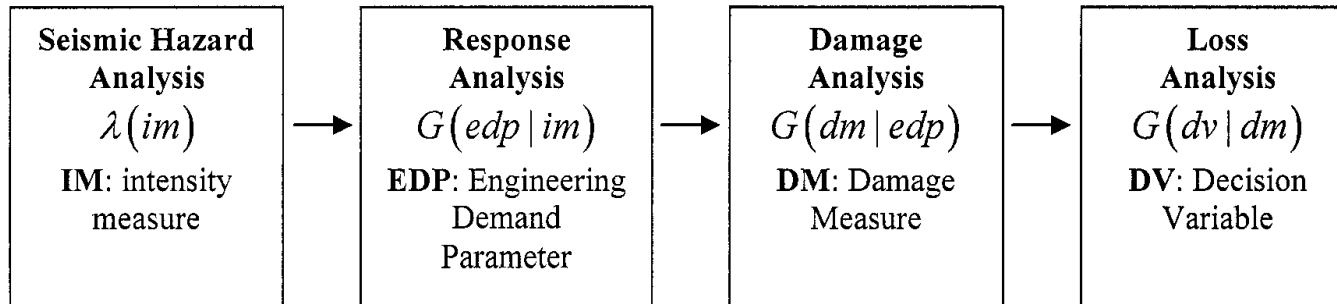 Seismic Hazard
Analysis
λ(im)
IM: intensity
measure
Response
Analysis
G(edp | im)
EDP: Engineering
Demand
Parameter
Damage
Analysis
G(dm | edp)
DM: Damage
Measure
Loss
Analysis
G(dv | dm)
DV: Decision
Variable